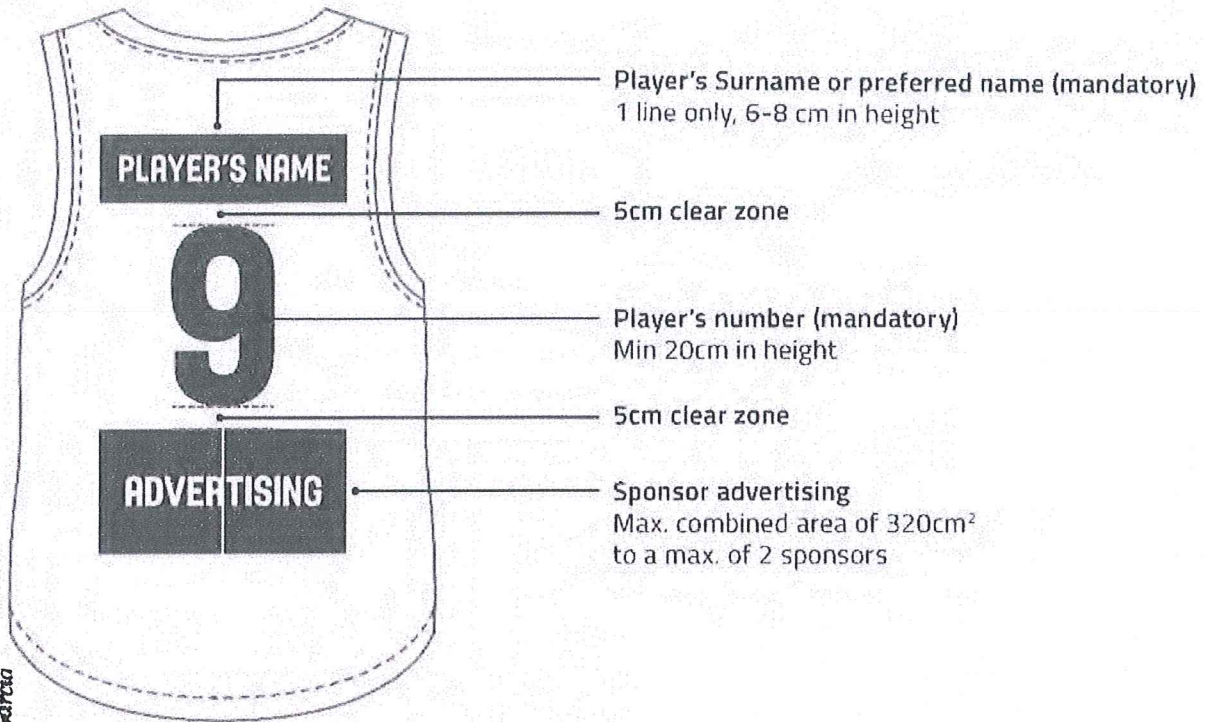 Player's Surname or preferred name (mandatory)
1 line only, 6-8 cm in height
PLAYER'S NAME
5cm clear zone
9
Player's number (mandatory)
Min 20cm in height
5cm clear zone
ADVERTISING
Sponsor advertising
Max. combined area of 320cm²
to a max. of 2 sponsors